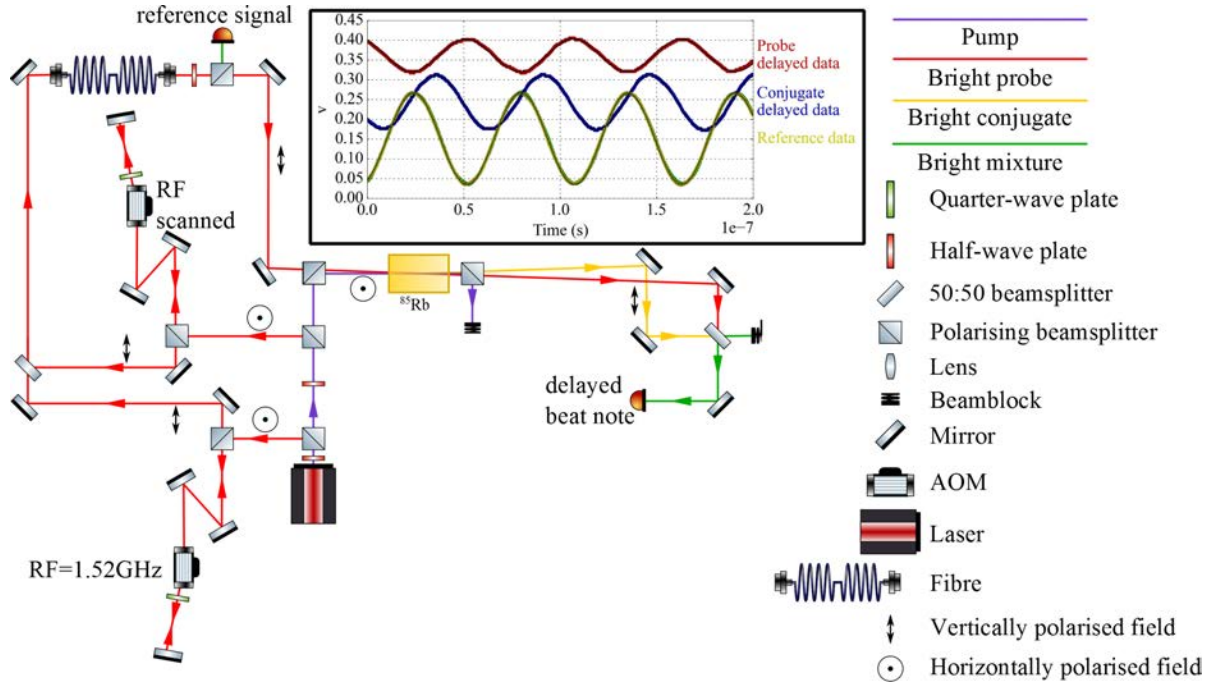 reference signal
0.45
0.40
0.35
0.30
0.25
0.20
0.15
0.10
0.05
0.00
v
0.0
0.5
1.0
1.5
2.0
Time (s)
1e−7
Probe
delayed data
Conjugate
delayed data
Reference data
RF
scanned
85Rb
delayed
beat note
RF=1.52GHz
Pump
Bright probe
Bright conjugate
Bright mixture
Quarter-wave plate
Half-wave plate
50:50 beamsplitter
Polarising beamsplitter
Lens
Beamblock
Mirror
AOM
Laser
Fibre
Vertically polarised field
Horizontally polarised field